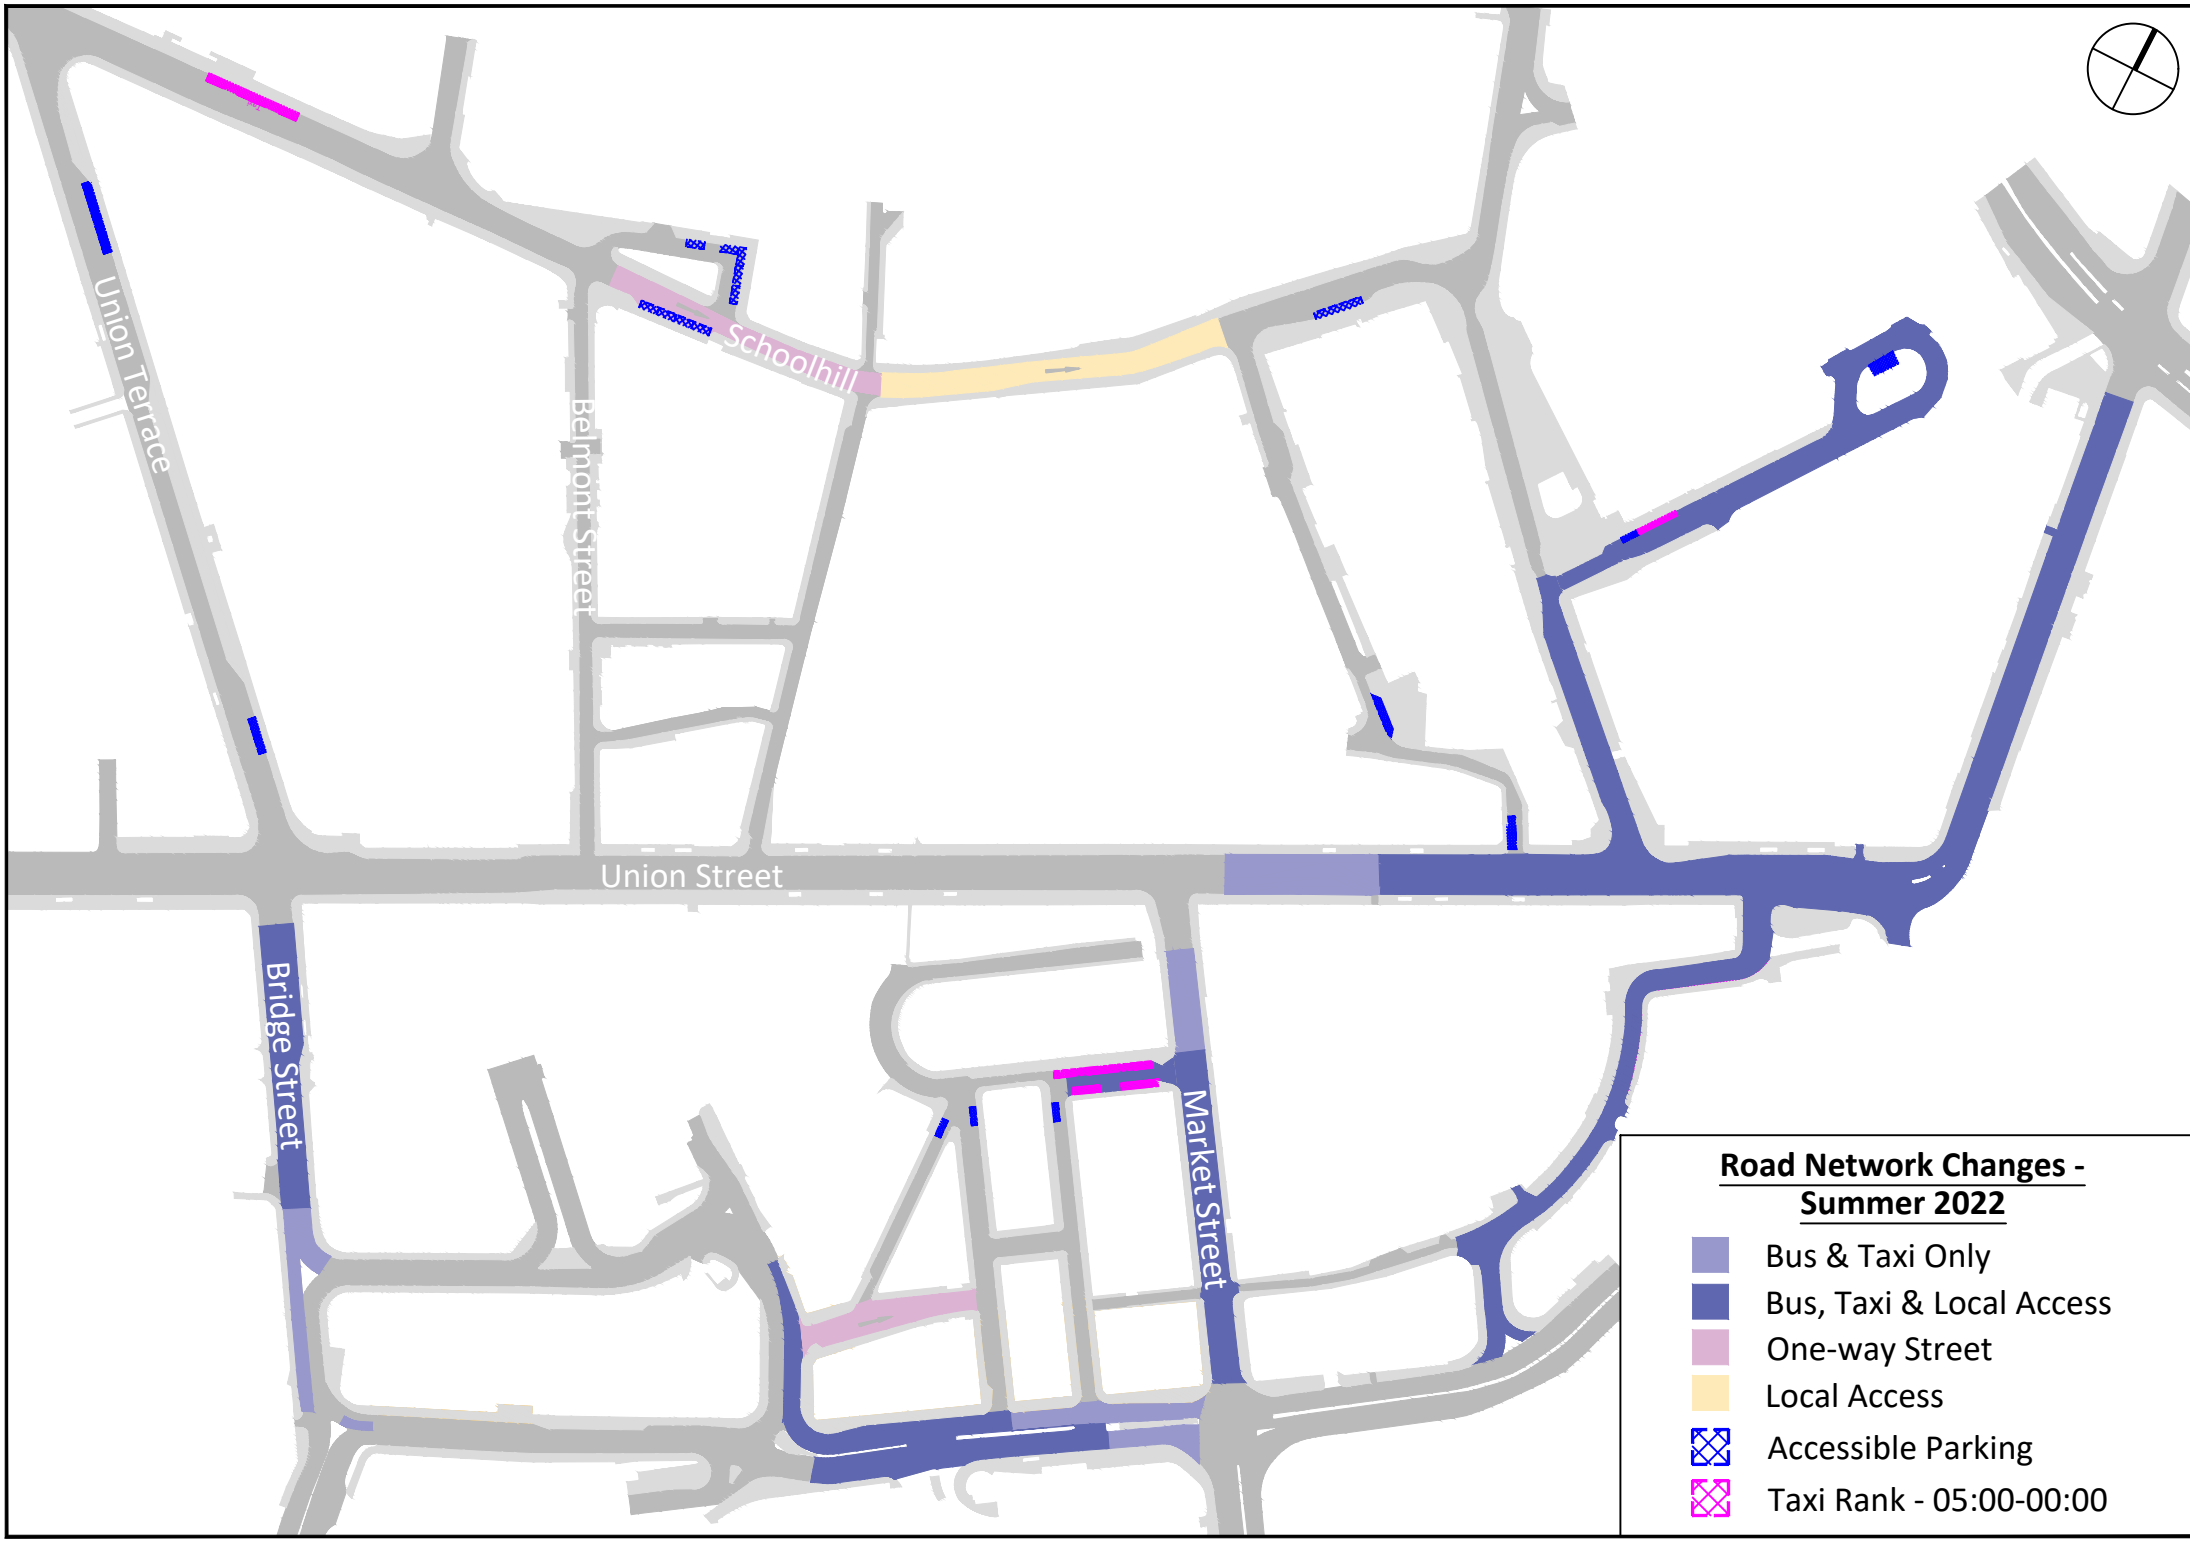 Union Terrace
Schoolhill
Belmont Street
Union Street
Bridge Street
Market Street
Road Network Changes -
Summer 2022
Bus & Taxi Only
Bus, Taxi & Local Access
One-way Street
Local Access
Accessible Parking
Taxi Rank - 05:00-00:00